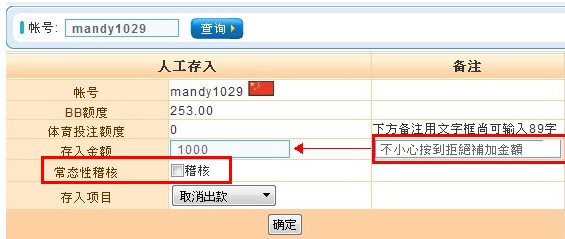 帐号: mandy1029 查询
人工存入 备注
帐号 mandy1029
BB额度 253.00
体育投注额度 0 下方备注用文字框尚可输入89字
存入金额 1000 不小心按到拒絕補加金額
常态性稽核 稽核
存入项目 取消出款
确定